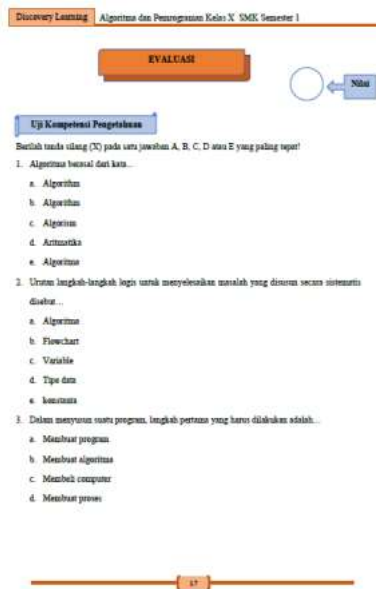 Discovery Learning Algoritma dan Pemrograman Kelas X SMK Semester 1
EVALUASI
Nilai
Uji Kompetensi Pengetahuan
Berilah tanda silang (X) pada satu jawaban A, B, C, D atau E yang paling tepat!
1. Algoritma berasal dari kata...
a. Algorithm
b. Algorithm
c. Algorism
d. Aritmatika
e. Algoritma
2. Urutan langkah-langkah logis untuk menyelesaikan masalah yang disusun secara sistematis
disebut...
a. Algoritma
b. Flowchart
c. Variable
d. Tipe data
e. konstanta
3. Dalam menyusun suatu program, langkah pertama yang harus dilakukan adalah...
a. Membuat program
b. Membuat algoritma
c. Membeli computer
d. Membuat proses
17